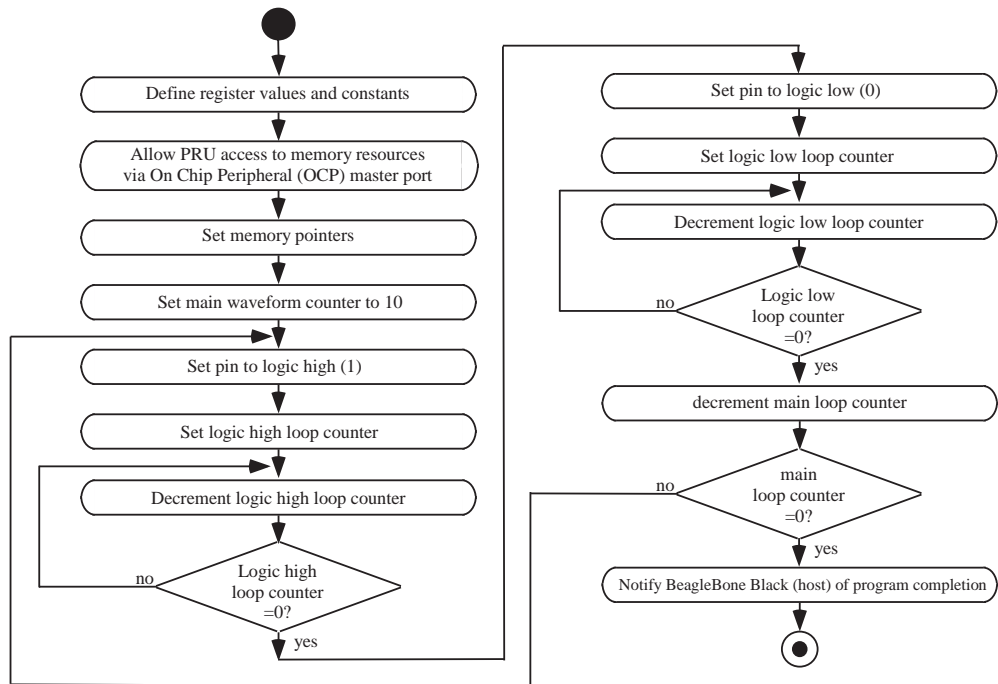 Define register values and constants
Allow PRU access to memory resources
via On Chip Peripheral (OCP) master port
Set memory pointers
Set main waveform counter to 10
Set pin to logic high (1)
Set logic high loop counter
Decrement logic high loop counter
Logic high
loop counter
=0?
no
yes
Set pin to logic low (0)
Set logic low loop counter
Decrement logic low loop counter
Logic low
loop counter
=0?
no
yes
decrement main loop counter
main
loop counter
=0?
no
yes
Notify BeagleBone Black (host) of program completion